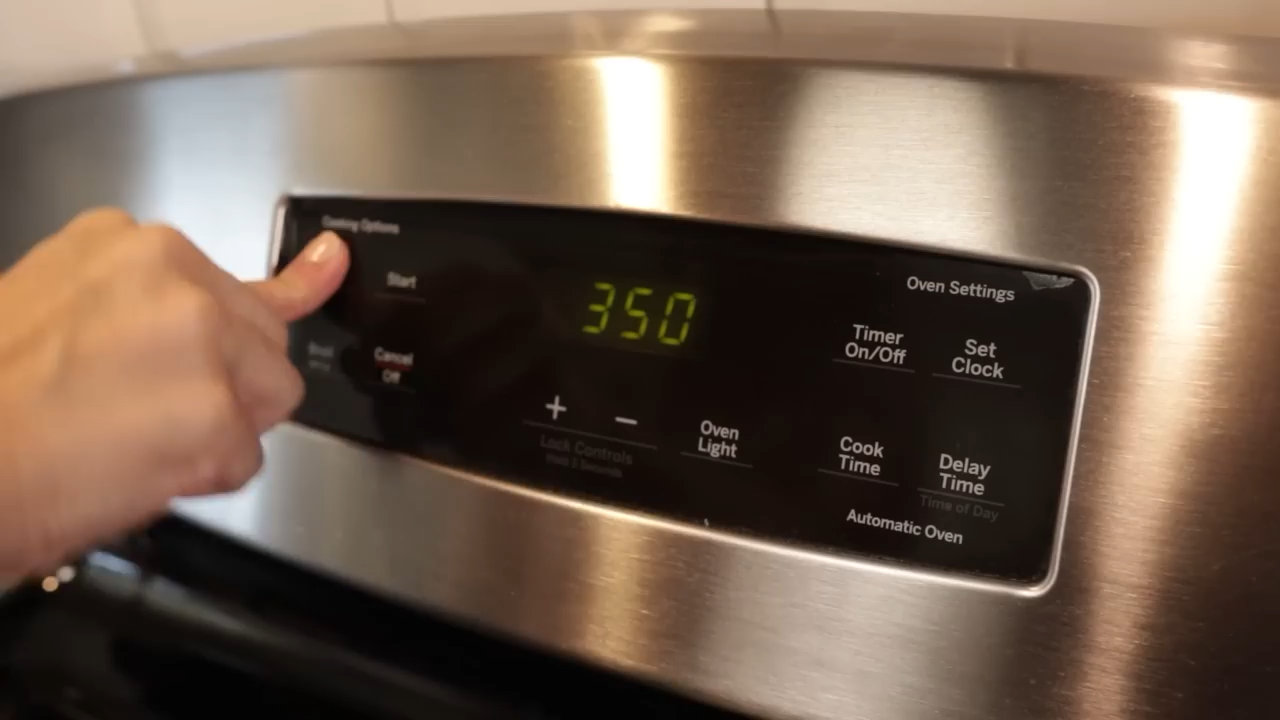 Cooking Options
Start
Broil
Cancel
Off
350
+ −
Lock Controls
Hold 3 Seconds
Oven
Light
Oven Settings
Timer
On/Off
Set
Clock
Cook
Time
Delay
Time
Time of Day
Automatic Oven